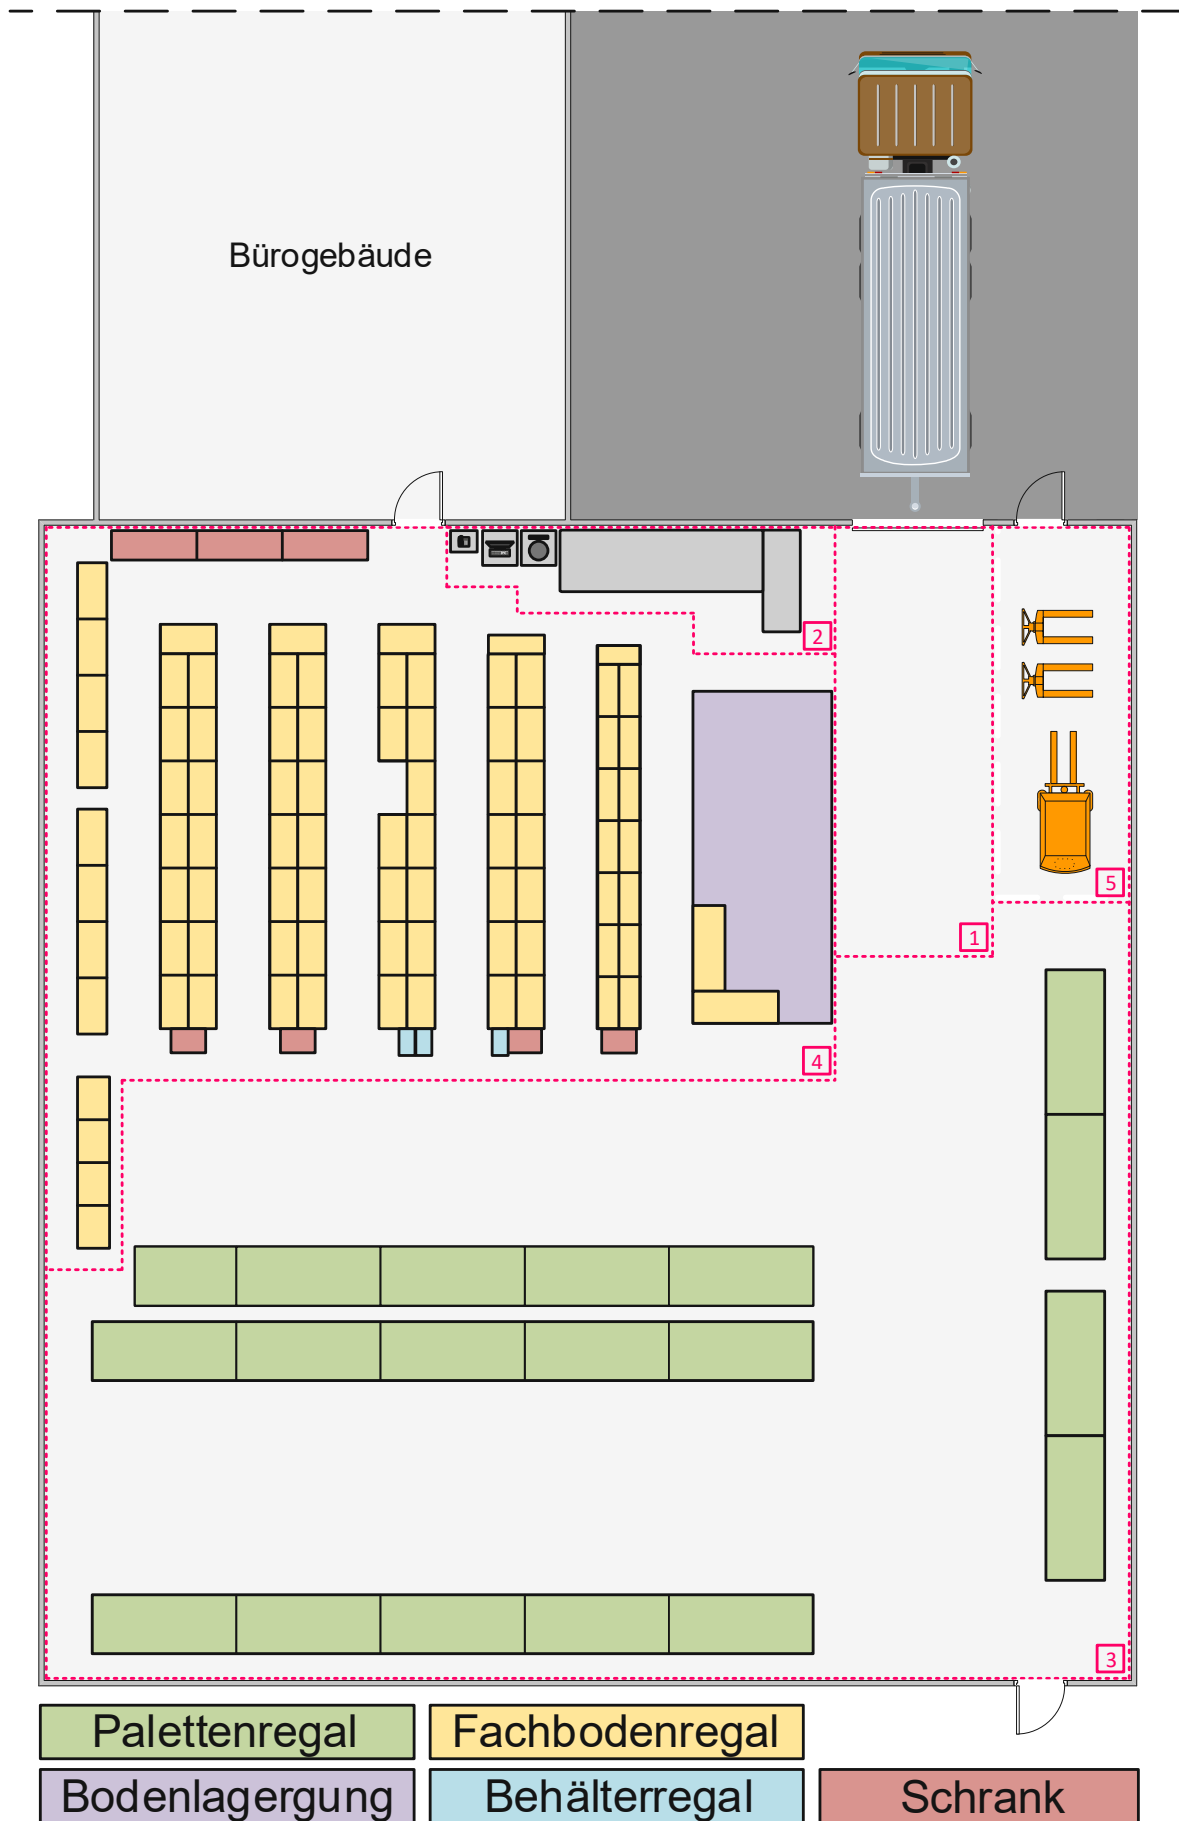 Bürogebäude
2
5
1
4
3
Palettenregal
Fachbodenregal
Bodenlagergung
Behälterregal
Schrank